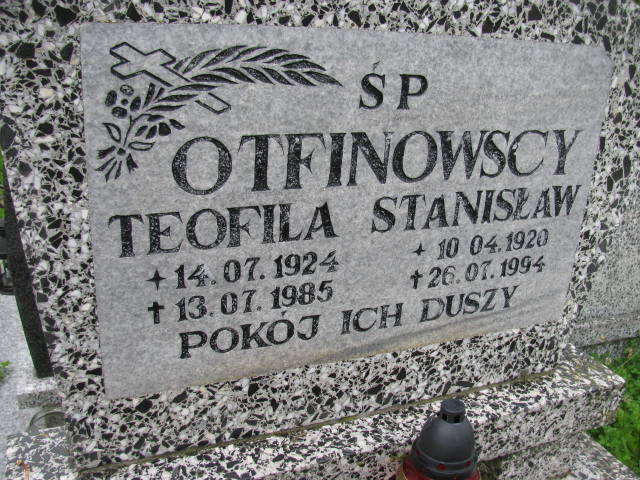 ŚP
OTFINOWSCY
TEOFILA STANISŁAW
+ 14.07.1924 + 10.04.1920
† 13.07.1985 † 26.07.1994
POKÓJ ICH DUSZY